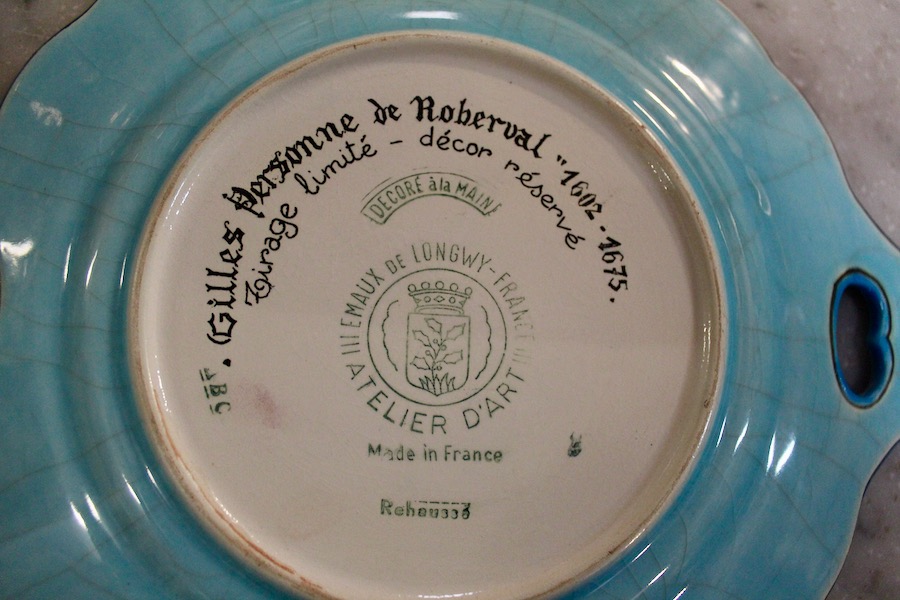 Gilles Personne de Roberval "1602 - 1675.
Tirage limité - décor réservé
DECORÉ à la MAIN
EMAUX DE LONGWY-FRANCE
ATELIER D'ART
Made in France
Rehaussé